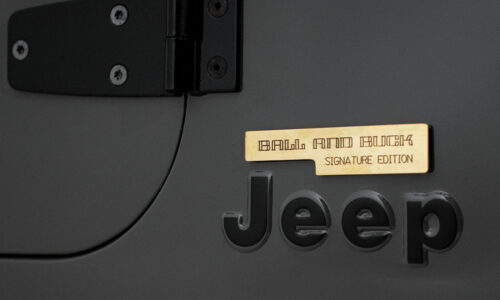 BALL AND BUCK
SIGNATURE EDITION
Jeep